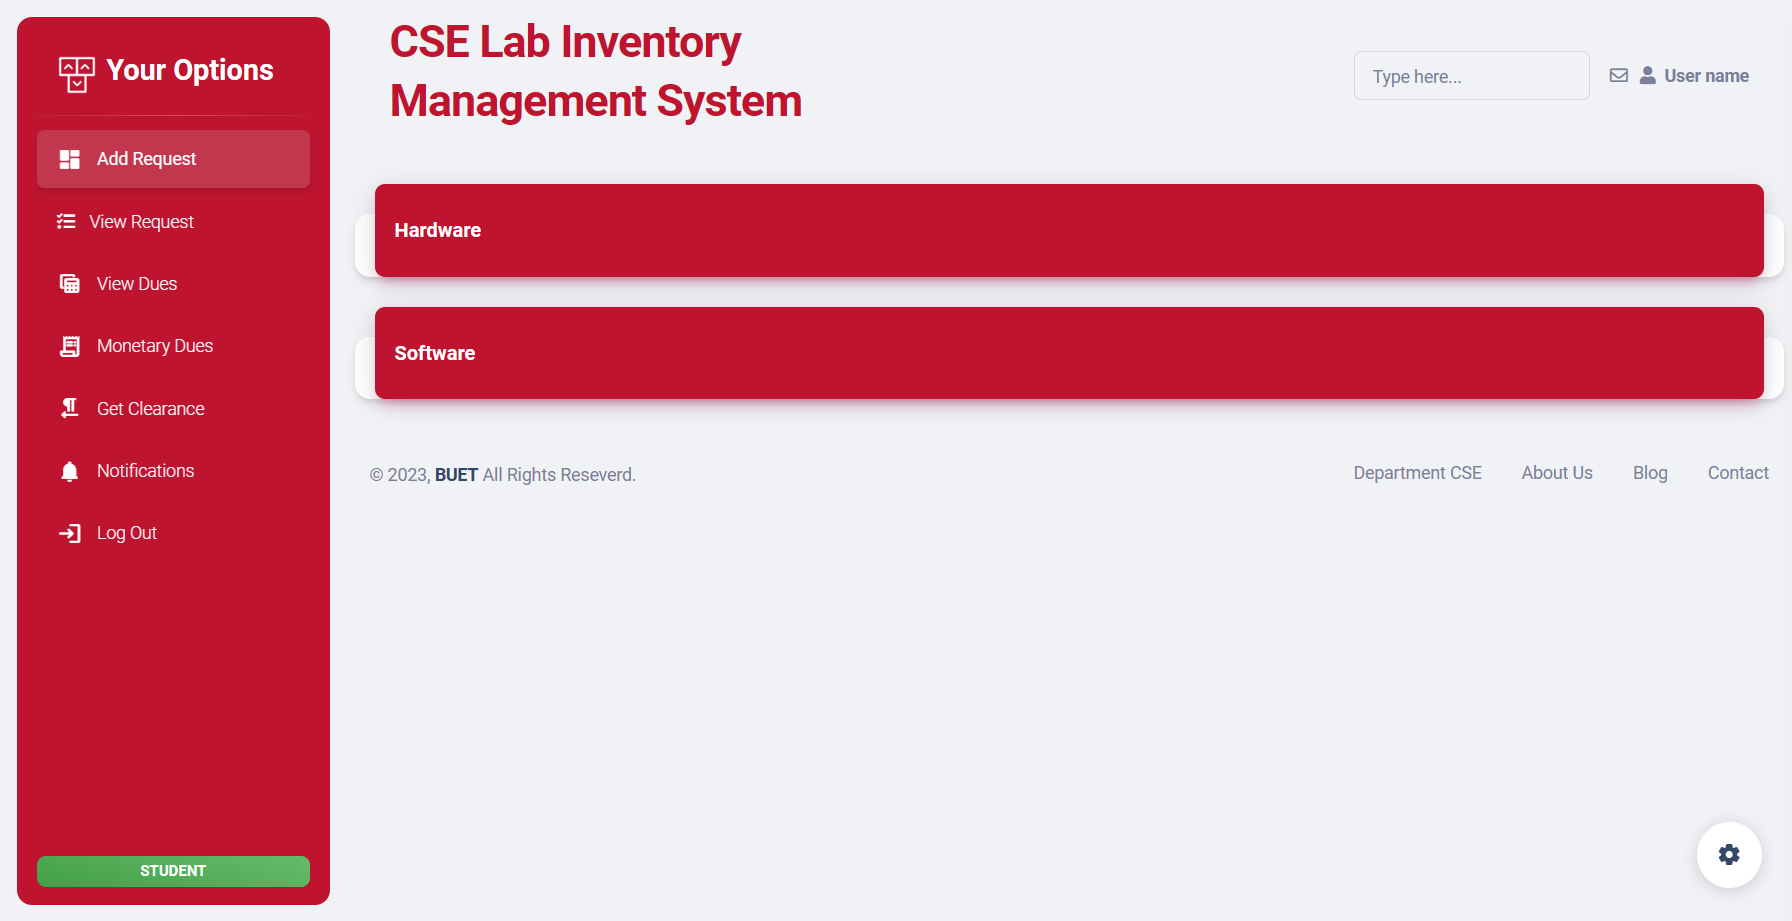 Your Options
Add Request
View Request
View Dues
Monetary Dues
Get Clearance
Notifications
Log Out
STUDENT
CSE Lab Inventory
Management System
Type here...
User name
Hardware
Software
© 2023, BUET All Rights Reseverd.
Department CSE About Us Blog Contact